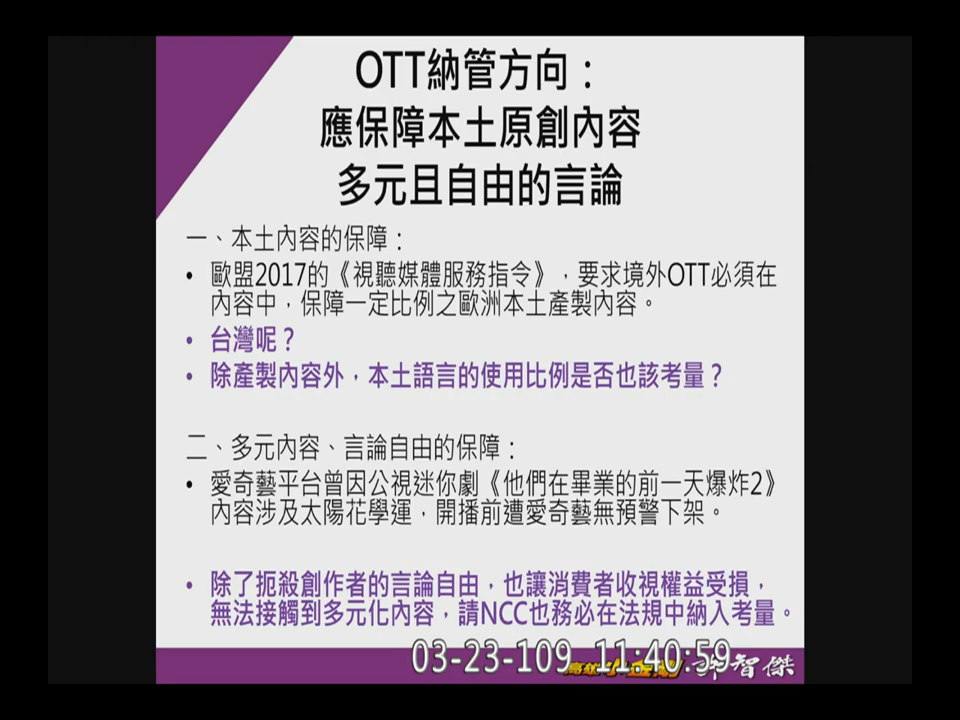 OTT納管方向：
應保障本土原創內容
多元且自由的言論
一、本土內容的保障：
• 歐盟2017的《視聽媒體服務指令》，要求境外OTT必須在
內容中，保障一定比例之歐洲本土產製內容。
• 台灣呢？
• 除產製內容外，本土語言的使用比例是否也該考量？
二、多元內容、言論自由的保障：
• 愛奇藝平台曾因公視迷你劇《他們在畢業的前一天爆炸2》
內容涉及太陽花學運，開播前遭愛奇藝無預警下架。
• 除了扼殺創作者的言論自由，也讓消費者收視權益受損，
無法接觸到多元化內容，請NCC也務必在法規中納入考量。
03-23-109 11:40:59
許智傑